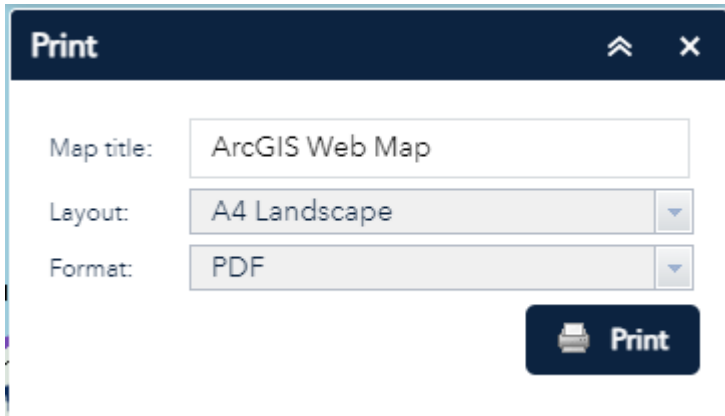 Print
Map title: ArcGIS Web Map
Layout: A4 Landscape
Format: PDF
Print